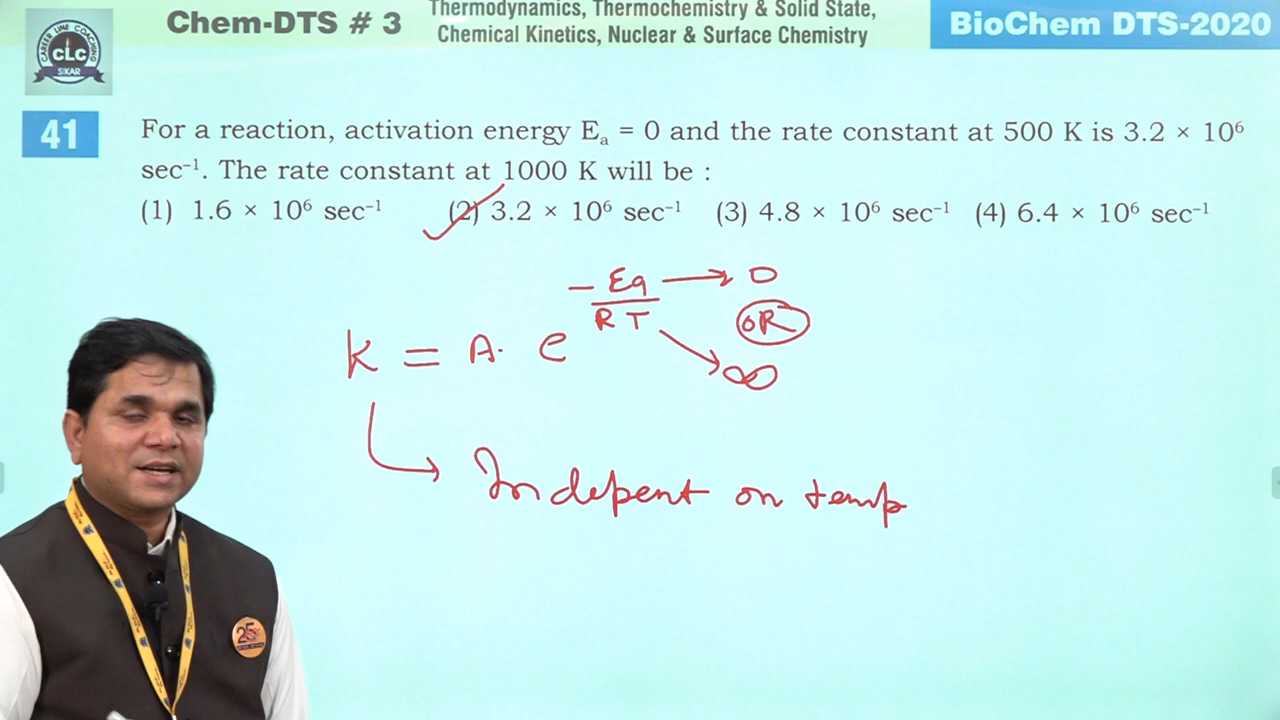 CAREER LINE COACHING
CLC
SIKAR
Chem-DTS # 3
Thermodynamics, Thermochemistry & Solid State,
Chemical Kinetics, Nuclear & Surface Chemistry
BioChem DTS-2020
41
For a reaction, activation energy Eₐ = 0 and the rate constant at 500 K is 3.2 × 10⁶
sec⁻¹. The rate constant at 1000 K will be :
(1) 1.6 × 10⁶ sec⁻¹ (2) 3.2 × 10⁶ sec⁻¹ (3) 4.8 × 10⁶ sec⁻¹ (4) 6.4 × 10⁶ sec⁻¹
- Ea → 0
RT OR
k = A. e ∞
Indepent on temp
25